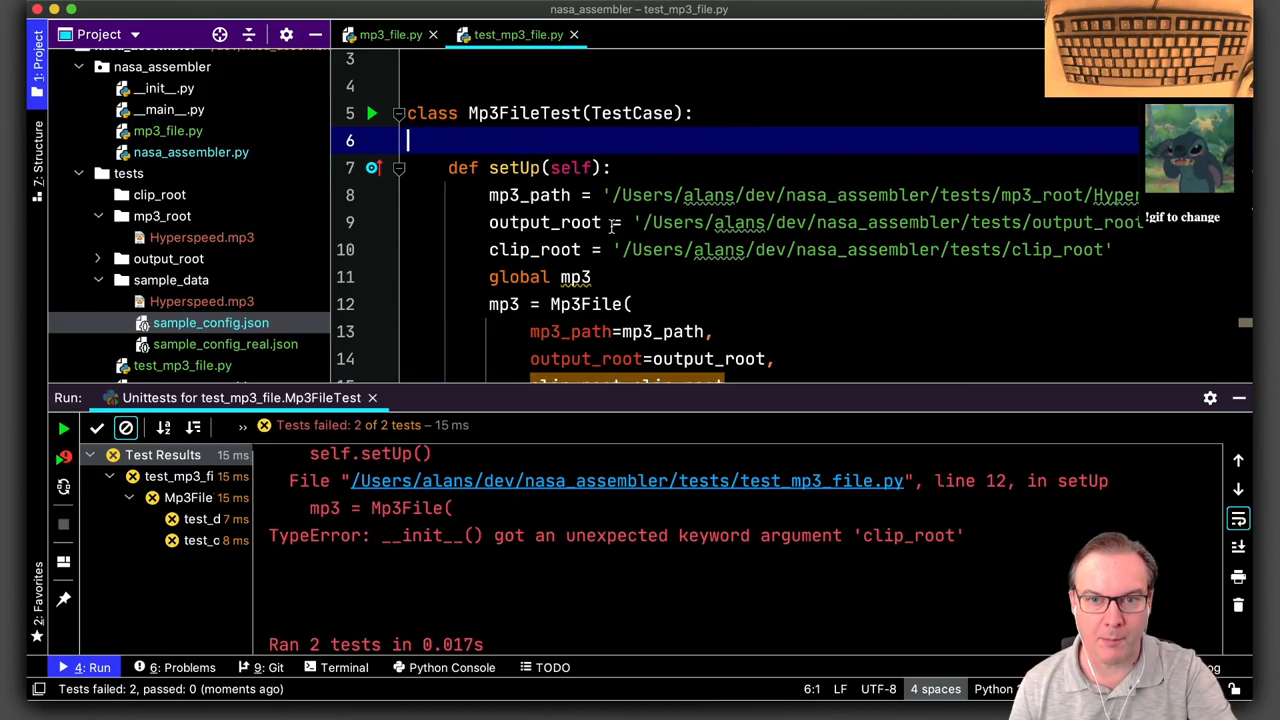 nasa_assembler – test_mp3_file.py
Project
mp3_file.py
test_mp3_file.py
1: Project
7: Structure
2: Favorites
nasa_assembler
__init__.py
__main__.py
mp3_file.py
nasa_assembler.py
tests
clip_root
mp3_root
Hyperspeed.mp3
output_root
sample_data
Hyperspeed.mp3
sample_config.json
sample_config_real.json
test_mp3_file.py
3
4
5 class Mp3FileTest(TestCase):
6
7 def setUp(self):
8 mp3_path = '/Users/alans/dev/nasa_assembler/tests/mp3_root/Hyper
9 output_root = '/Users/alans/dev/nasa_assembler/tests/output_root
10 clip_root = '/Users/alans/dev/nasa_assembler/tests/clip_root'
11 global mp3
12 mp3 = Mp3File(
13 mp3_path=mp3_path,
14 output_root=output_root,
!gif to change
Run: Unittests for test_mp3_file.Mp3FileTest
Tests failed: 2 of 2 tests – 15 ms
Test Results 15 ms
test_mp3_fi 15 ms
Mp3File 15 ms
test_d 7 ms
test_c 8 ms
self.setUp()
File "/Users/alans/dev/nasa_assembler/tests/test_mp3_file.py", line 12, in setUp
mp3 = Mp3File(
TypeError: __init__() got an unexpected keyword argument 'clip_root'
Ran 2 tests in 0.017s
4: Run
6: Problems
9: Git
Terminal
Python Console
TODO
Tests failed: 2, passed: 0 (moments ago)
6:1 LF UTF-8 4 spaces Python